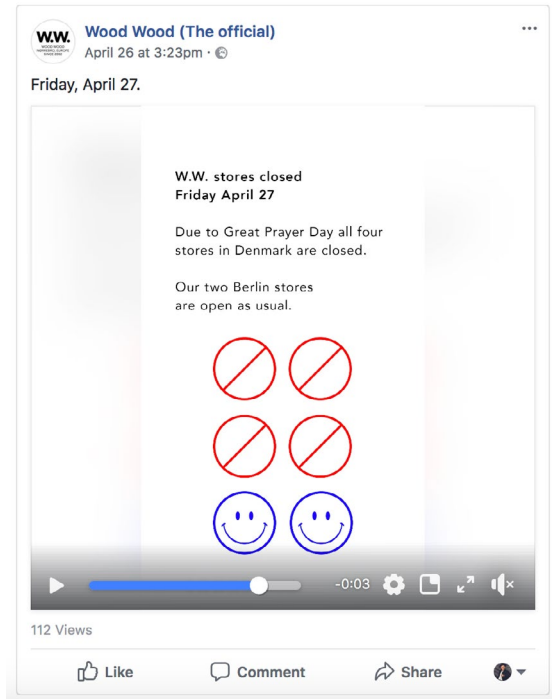 W.W.
Wood Wood (The official)
April 26 at 3:23pm ·
Friday, April 27.
W.W. stores closed
Friday April 27
Due to Great Prayer Day all four
stores in Denmark are closed.
Our two Berlin stores
are open as usual.
-0:03
112 Views
Like
Comment
Share